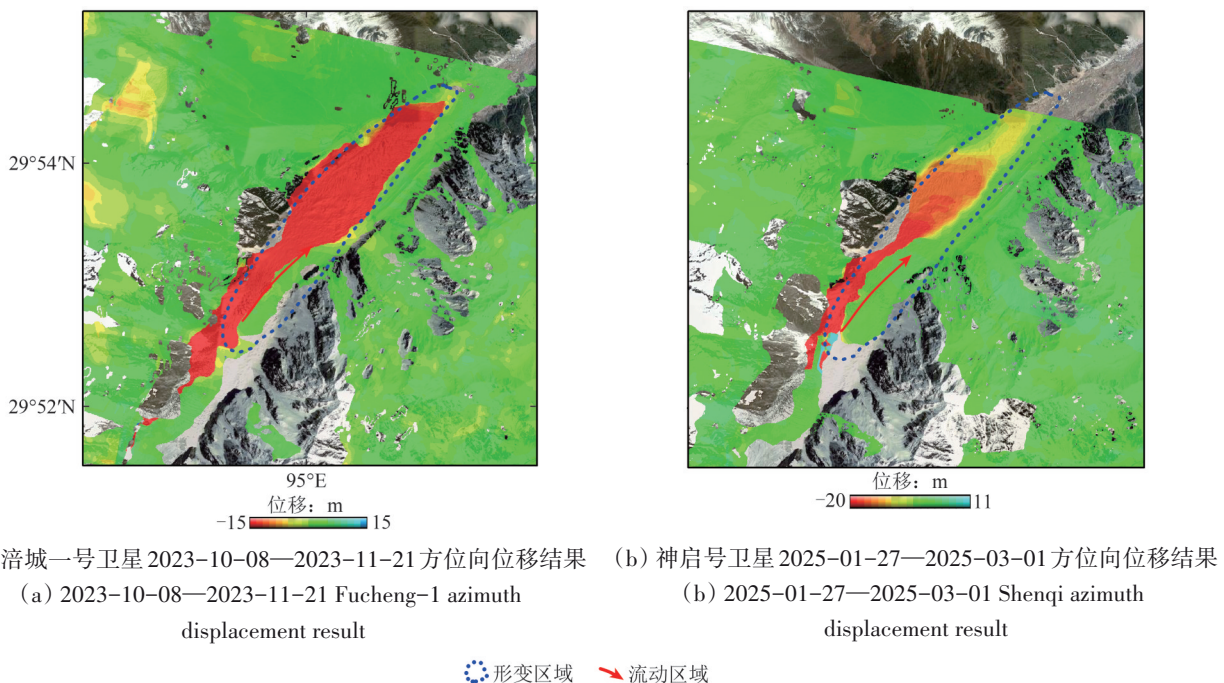 29°54′N
29°52′N
95°E
位移：m
-15
15
位移：m
-20
11
涪城一号卫星2023-10-08—2023-11-21方位向位移结果
(b) 神启号卫星2025-01-27—2025-03-01方位向位移结果
(a) 2023-10-08—2023-11-21 Fucheng-1 azimuth
displacement result
(b) 2025-01-27—2025-03-01 Shenqi azimuth
displacement result
形变区域
流动区域